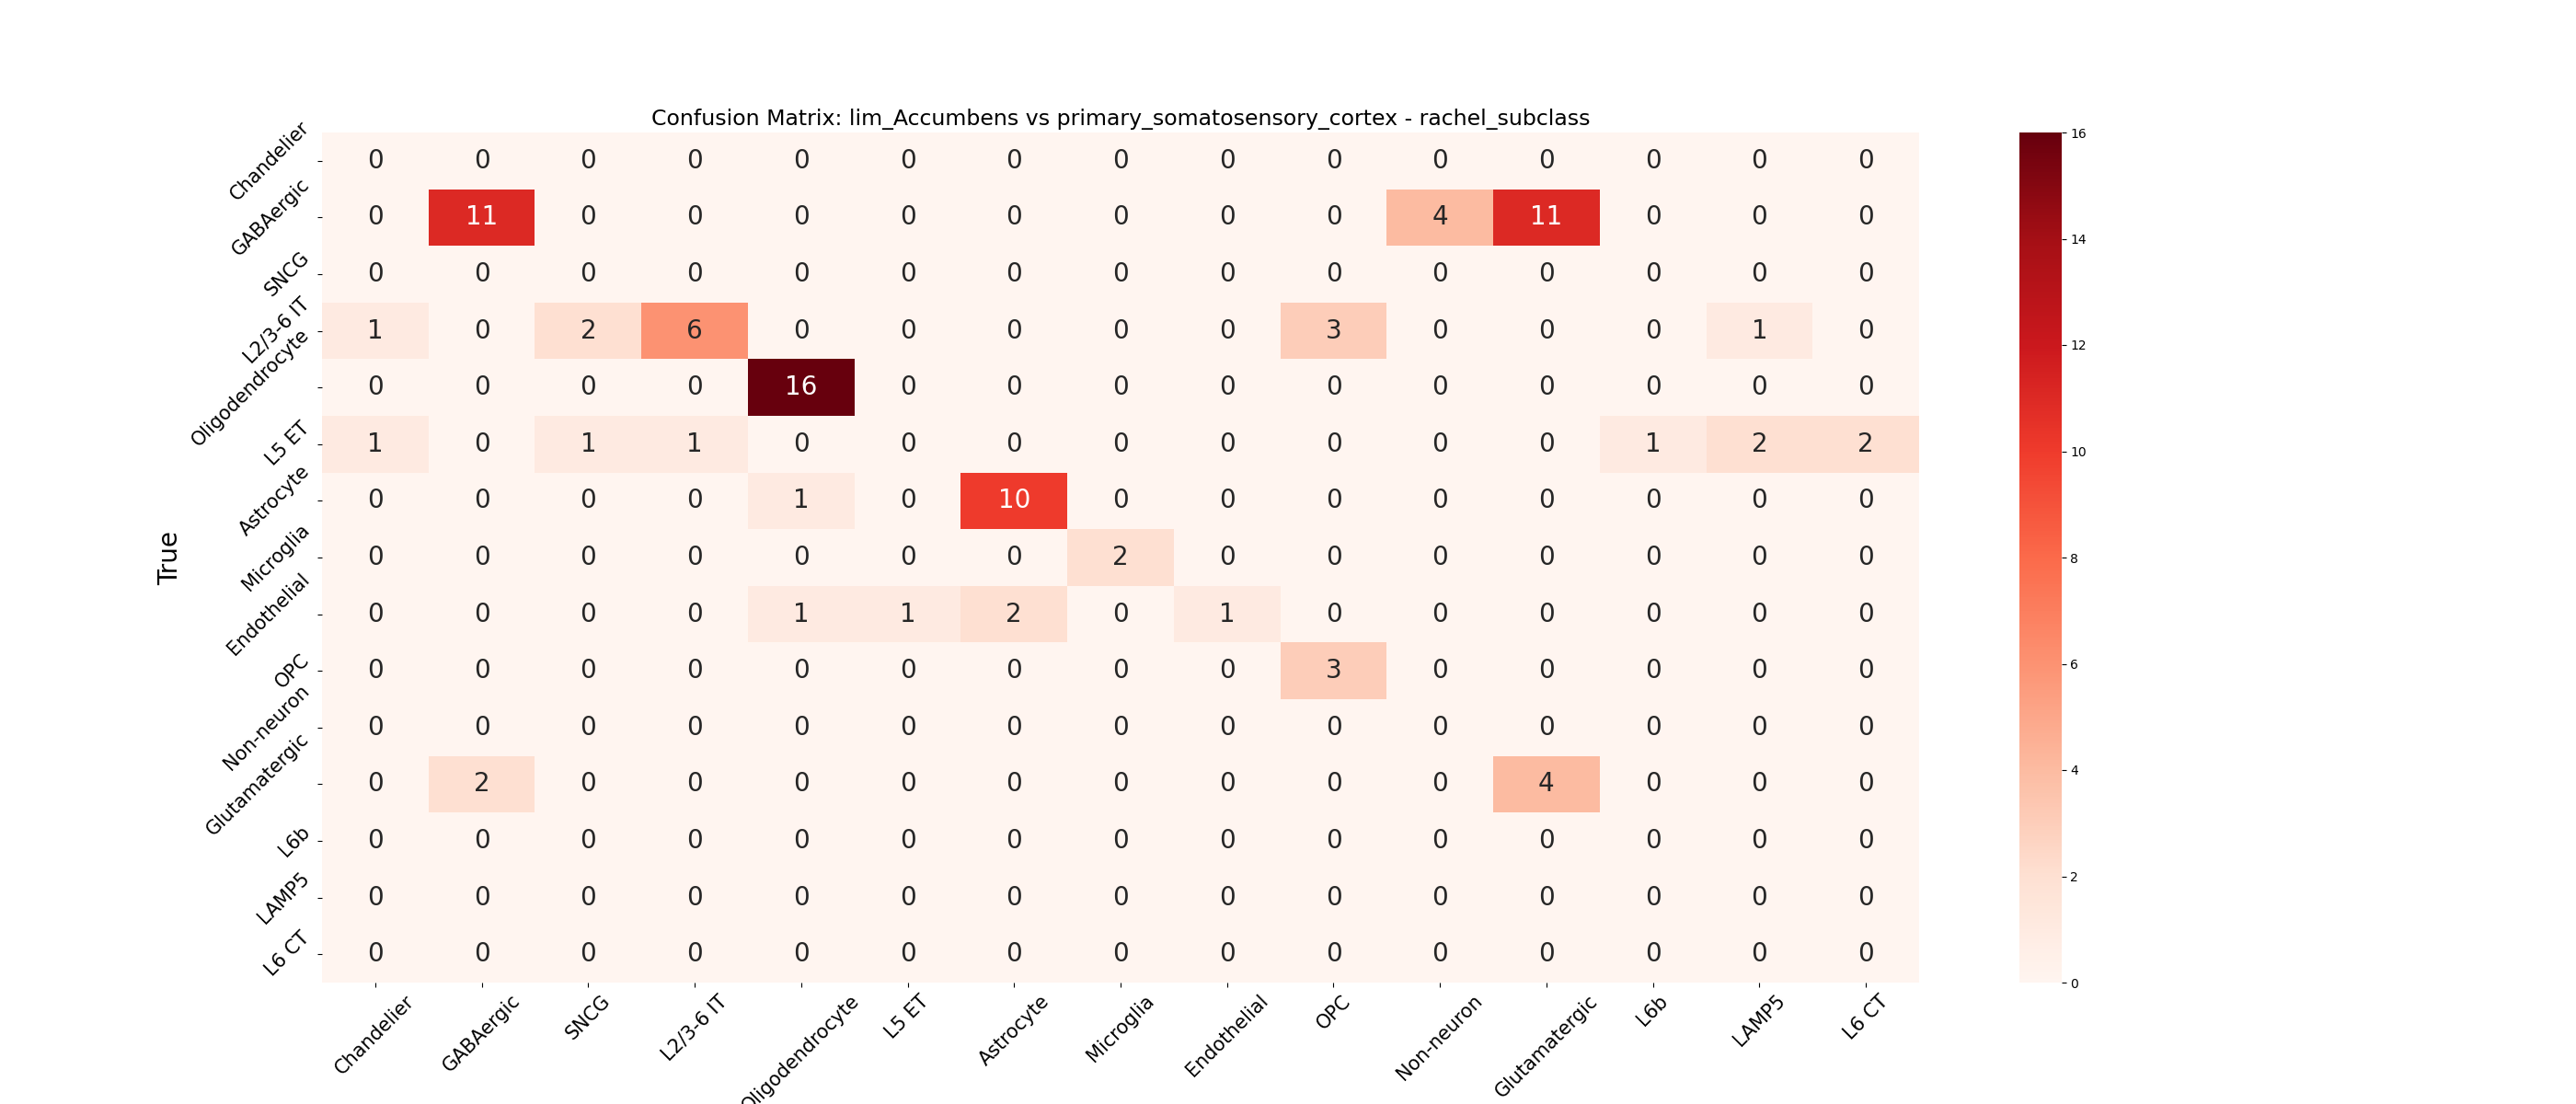 Confusion Matrix: lim_Accumbens vs primary_somatosensory_cortex - rachel_subclass
True
Chandelier 0 0 0 0 0 0 0 0 0 0 0 0 0 0 0
GABAergic 0 11 0 0 0 0 0 0 0 0 4 11 0 0 0
SNCG 0 0 0 0 0 0 0 0 0 0 0 0 0 0 0
L2/3-6 IT 1 0 2 6 0 0 0 0 0 3 0 0 0 1 0
Oligodendrocyte 0 0 0 0 16 0 0 0 0 0 0 0 0 0 0
L5 ET 1 0 1 1 0 0 0 0 0 0 0 0 1 2 2
Astrocyte 0 0 0 0 1 0 10 0 0 0 0 0 0 0 0
Microglia 0 0 0 0 0 0 0 2 0 0 0 0 0 0 0
Endothelial 0 0 0 0 1 1 2 0 1 0 0 0 0 0 0
OPC 0 0 0 0 0 0 0 0 0 3 0 0 0 0 0
Non-neuron 0 0 0 0 0 0 0 0 0 0 0 0 0 0 0
Glutamatergic 0 2 0 0 0 0 0 0 0 0 0 4 0 0 0
L6b 0 0 0 0 0 0 0 0 0 0 0 0 0 0 0
LAMP5 0 0 0 0 0 0 0 0 0 0 0 0 0 0 0
L6 CT 0 0 0 0 0 0 0 0 0 0 0 0 0 0 0
Chandelier GABAergic SNCG L2/3-6 IT Oligodendrocyte L5 ET Astrocyte Microglia Endothelial OPC Non-neuron Glutamatergic L6b LAMP5 L6 CT
16
14
12
10
8
6
4
2
0